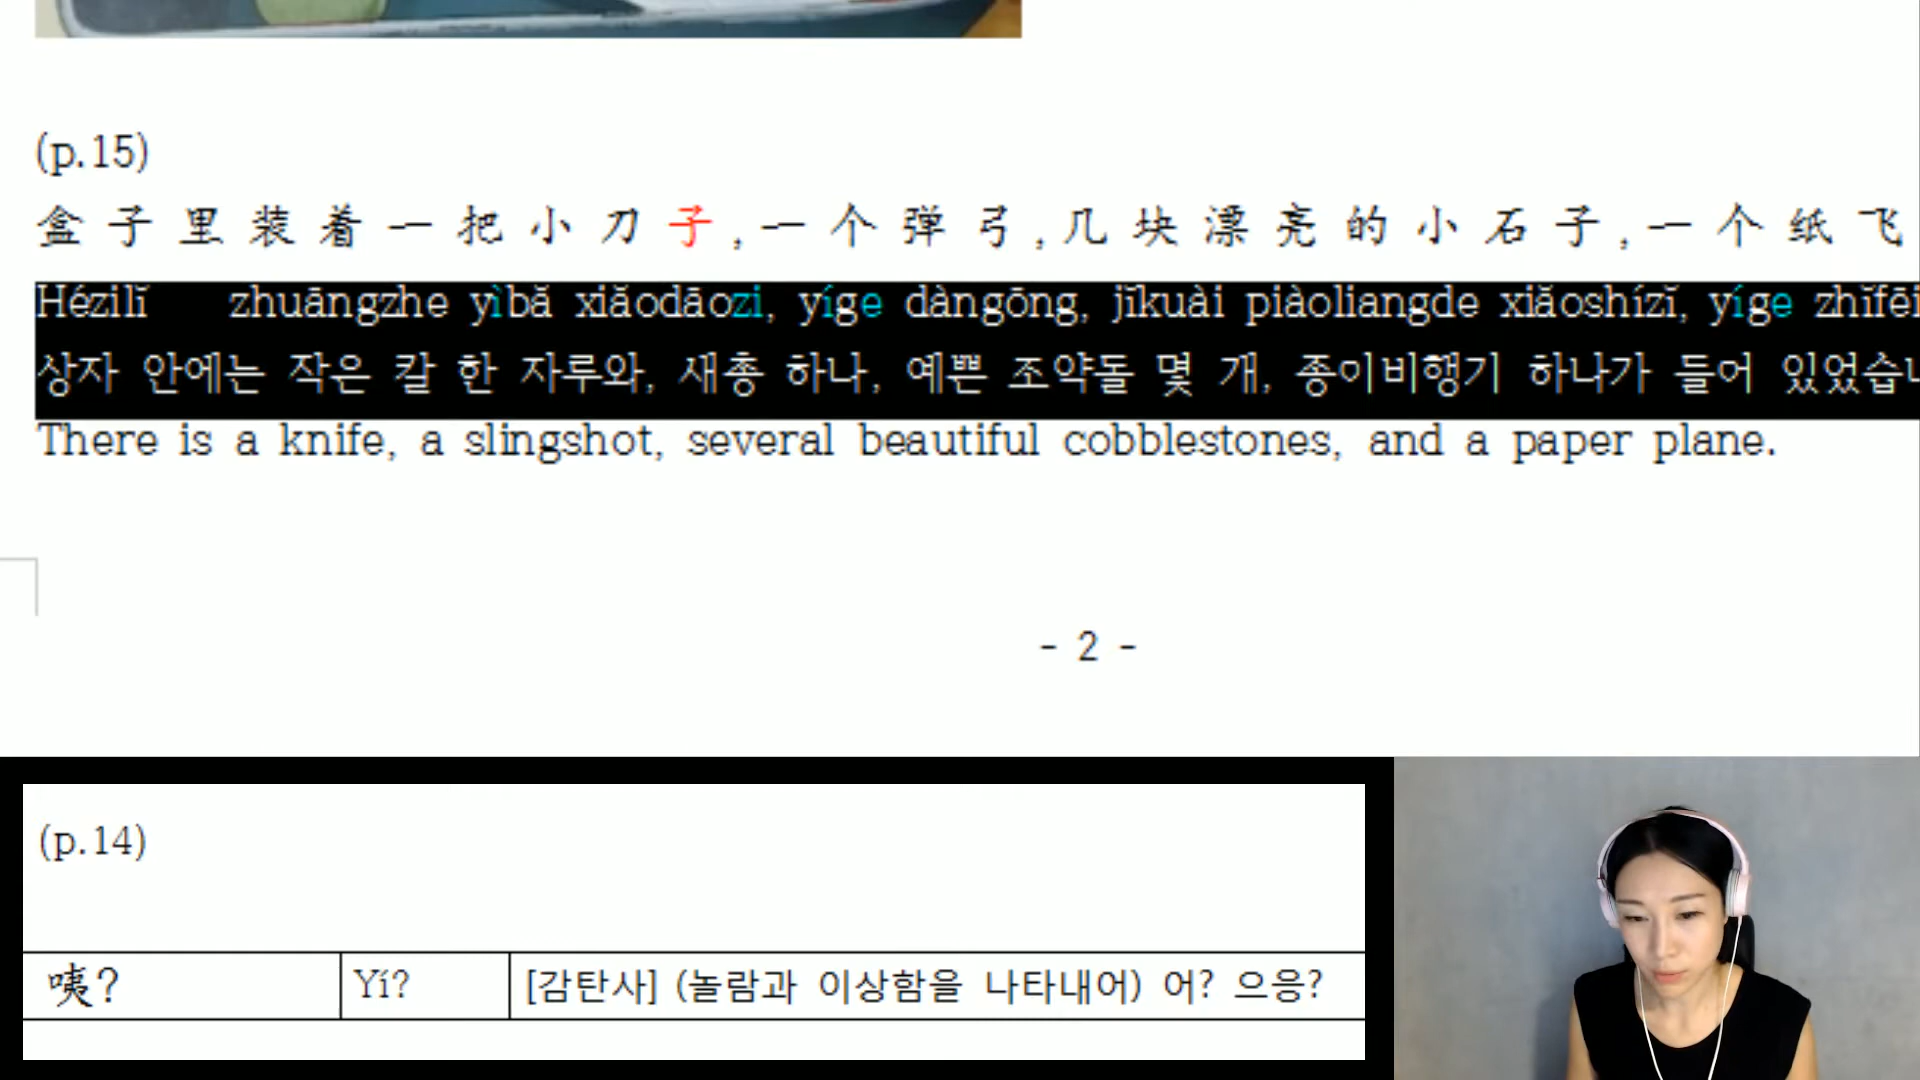 (p.15)
盒子里装着一把小刀子,一个弹弓,几块漂亮的小石子,一个纸飞
Hézilǐ zhuāngzhe yìbǎ xiǎodāozi, yíge dàngōng, jǐkuài piàoliangde xiǎoshízǐ, yíge zhǐfēi
상자 안에는 작은 칼 한 자루와, 새총 하나, 예쁜 조약돌 몇 개, 종이비행기 하나가 들어 있었습니
There is a knife, a slingshot, several beautiful cobblestones, and a paper plane.
- 2 -
(p.14)
咦? Yí? [감탄사] (놀람과 이상함을 나타내어) 어? 으응?